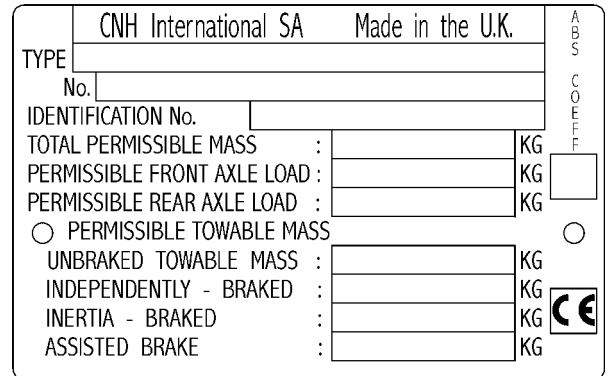 CNH International SA Made in the U.K.
TYPE
No.
IDENTIFICATION No.
TOTAL PERMISSIBLE MASS : KG
PERMISSIBLE FRONT AXLE LOAD : KG
PERMISSIBLE REAR AXLE LOAD : KG
PERMISSIBLE TOWABLE MASS
UNBRAKED TOWABLE MASS : KG
INDEPENDENTLY - BRAKED : KG
INERTIA - BRAKED : KG
ASSISTED BRAKE : KG
ABS COEFF
CE